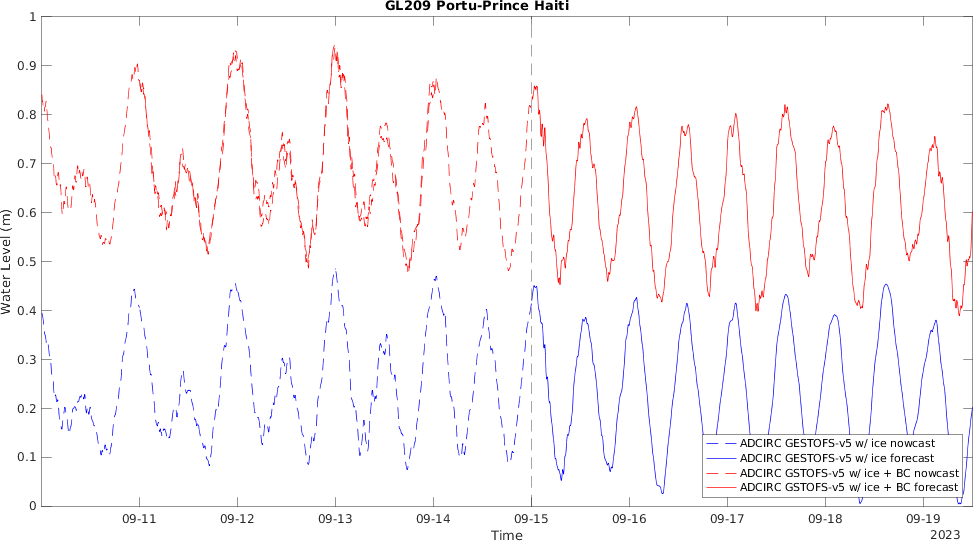 GL209 Portu-Prince Haiti
Water Level (m)
1
0.9
0.8
0.7
0.6
0.5
0.4
0.3
0.2
0.1
0
ADCIRC GESTOFS-v5 w/ ice nowcast
ADCIRC GESTOFS-v5 w/ ice forecast
ADCIRC GSTOFS-v5 w/ ice + BC nowcast
ADCIRC GSTOFS-v5 w/ ice + BC forecast
09-11 09-12 09-13 09-14 09-15 09-16 09-17 09-18 09-19
Time
2023